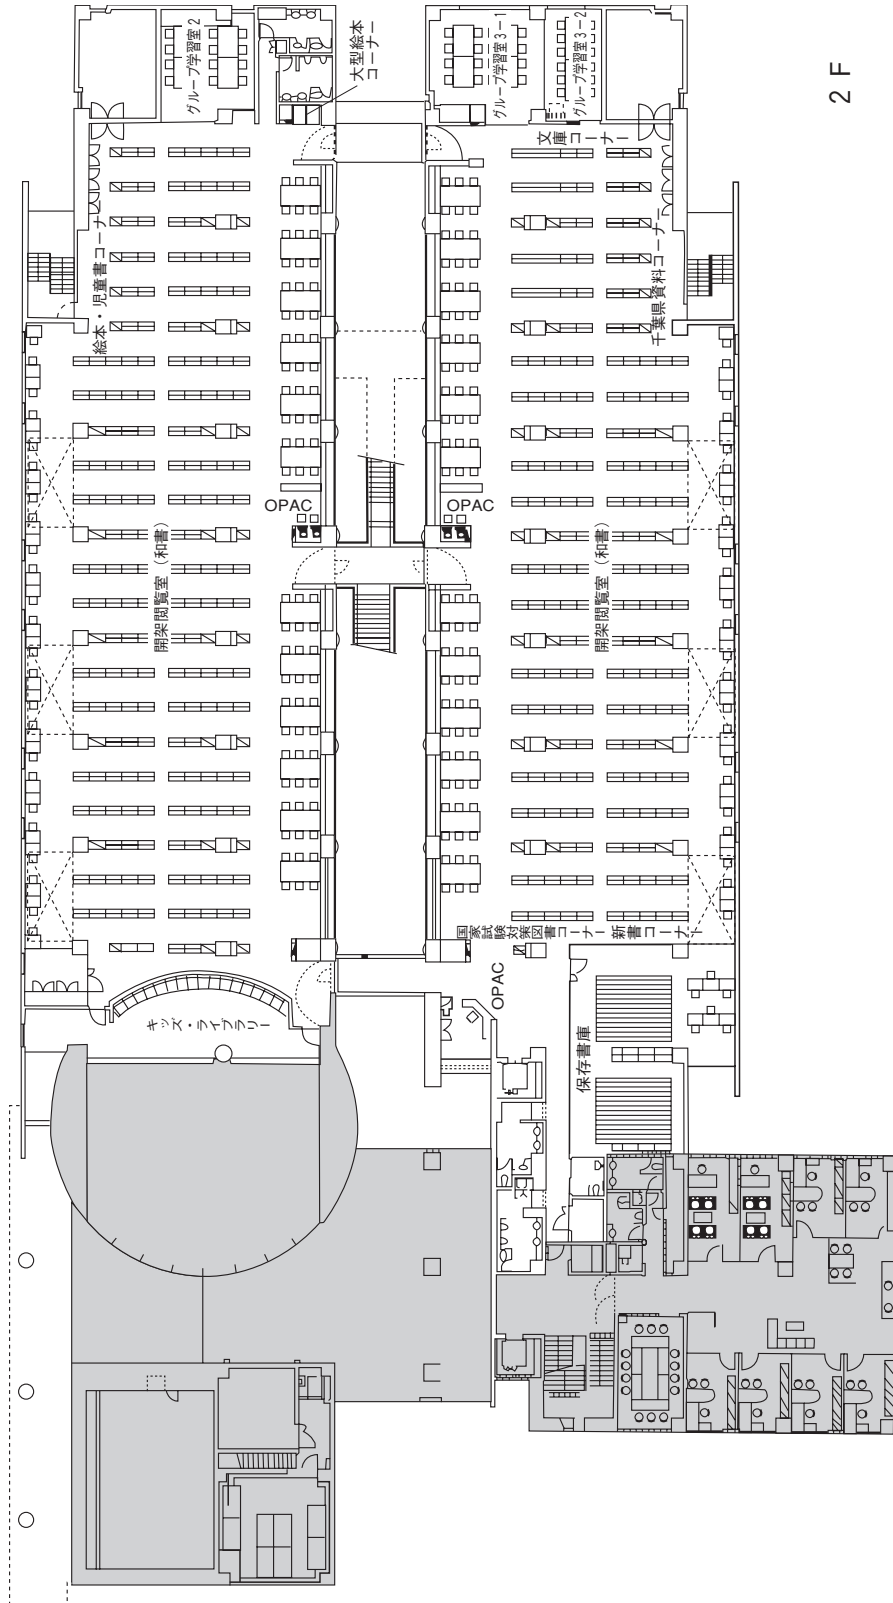 2 F
グループ学習室2
大型絵本
コーナー
グループ学習室3-1
グループ学習室3-2
文庫コーナー
絵本・児童書コーナー
千葉県資料コーナー
OPAC
OPAC
開架閲覧室（和書）
開架閲覧室（和書）
国家試験対策図書コーナー
新書コーナー
OPAC
キッズ・ライブラリー
保存書庫